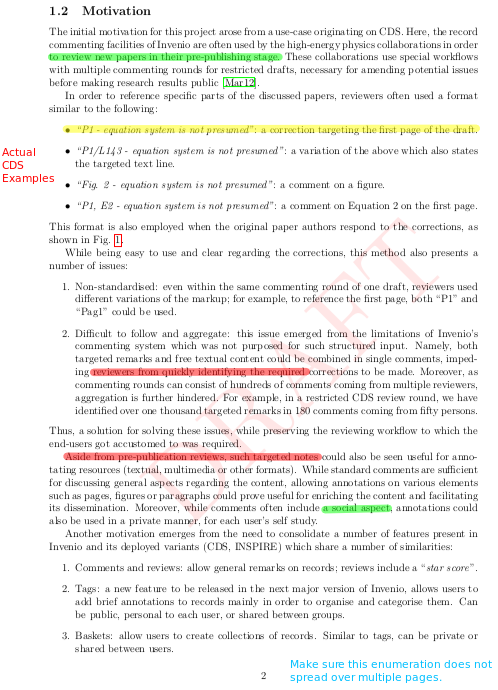 1.2 Motivation
The initial motivation for this project arose from a use-case originating on CDS. Here, the record
commenting facilities of Invenio are often used by the high-energy physics collaborations in order
to review new papers in their pre-publishing stage. These collaborations use special workflows
with multiple commenting rounds for restricted drafts, necessary for amending potential issues
before making research results public [Mar12].
In order to reference specific parts of the discussed papers, reviewers often used a format
similar to the following:
• “P1 - equation system is not presumed”: a correction targeting the first page of the draft.
Actual
CDS
Examples
• “P1/L143 - equation system is not presumed”: a variation of the above which also states
the targeted text line.
• “Fig. 2 - equation system is not presumed”: a comment on a figure.
• “P1, E2 - equation system is not presumed”: a comment on Equation 2 on the first page.
This format is also employed when the original paper authors respond to the corrections, as
shown in Fig. 1.
While being easy to use and clear regarding the corrections, this method also presents a
number of issues:
1. Non-standardised: even within the same commenting round of one draft, reviewers used
different variations of the markup; for example, to reference the first page, both “P1” and
“Pag1” could be used.
2. Difficult to follow and aggregate: this issue emerged from the limitations of Invenio’s
commenting system which was not purposed for such structured input. Namely, both
targeted remarks and free textual content could be combined in single comments, imped-
ing reviewers from quickly identifying the required corrections to be made. Moreover, as
commenting rounds can consist of hundreds of comments coming from multiple reviewers,
aggregation is further hindered. For example, in a restricted CDS review round, we have
identified over one thousand targeted remarks in 180 comments coming from fifty persons.
Thus, a solution for solving these issues, while preserving the reviewing workflow to which the
end-users got accustomed to was required.
Aside from pre-publication reviews, such targeted notes could also be seen useful for anno-
tating resources (textual, multimedia or other formats). While standard comments are sufficient
for discussing general aspects regarding the content, allowing annotations on various elements
such as pages, figures or paragraphs could prove useful for enriching the content and facilitating
its dissemination. Moreover, while comments often include a social aspect, annotations could
also be used in a private manner, for each user’s self study.
Another motivation emerges from the need to consolidate a number of features present in
Invenio and its deployed variants (CDS, INSPIRE) which share a number of similarities:
1. Comments and reviews: allow general remarks on records; reviews include a “star score”.
2. Tags: a new feature to be released in the next major version of Invenio, allows users to
add brief annotations to records mainly in order to organise and categorise them. Can
be public, personal to each user, or shared between groups.
3. Baskets: allow users to create collections of records. Similar to tags, can be private or
shared between users.
2
Make sure this enumeration does not
spread over multiple pages.
DRAFT